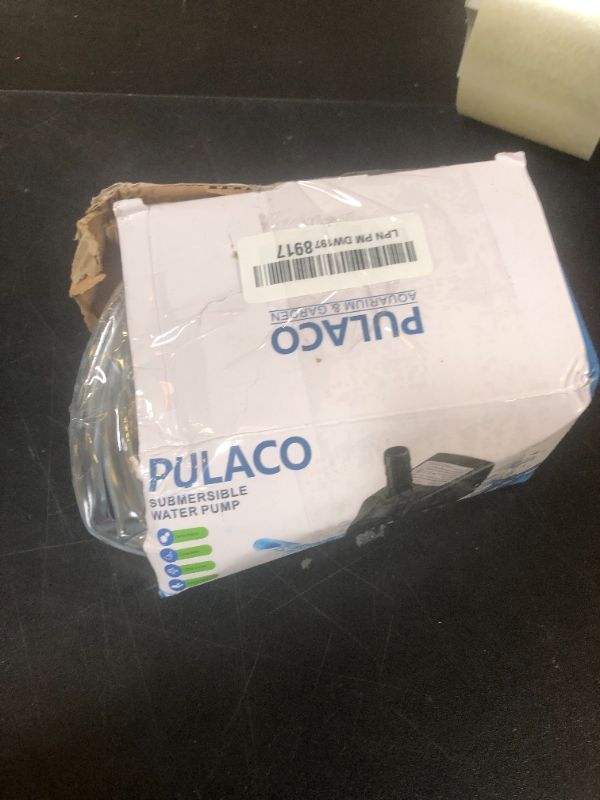 LPN PM DW197 8917
PULACO
AQUARIUM & GARDEN
PULACO
SUBMERSIBLE
WATER PUMP